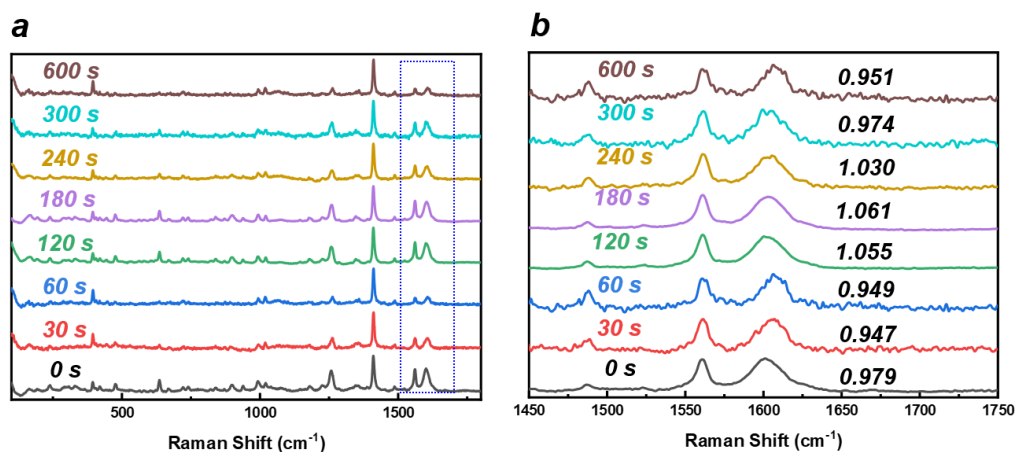 a
600 s
300 s
240 s
180 s
120 s
60 s
30 s
0 s
500
1000
1500
Raman Shift (cm⁻¹)
b
600 s
0.951
300 s
0.974
240 s
1.030
180 s
1.061
120 s
1.055
60 s
0.949
30 s
0.947
0 s
0.979
1450
1500
1550
1600
1650
1700
1750
Raman Shift (cm⁻¹)